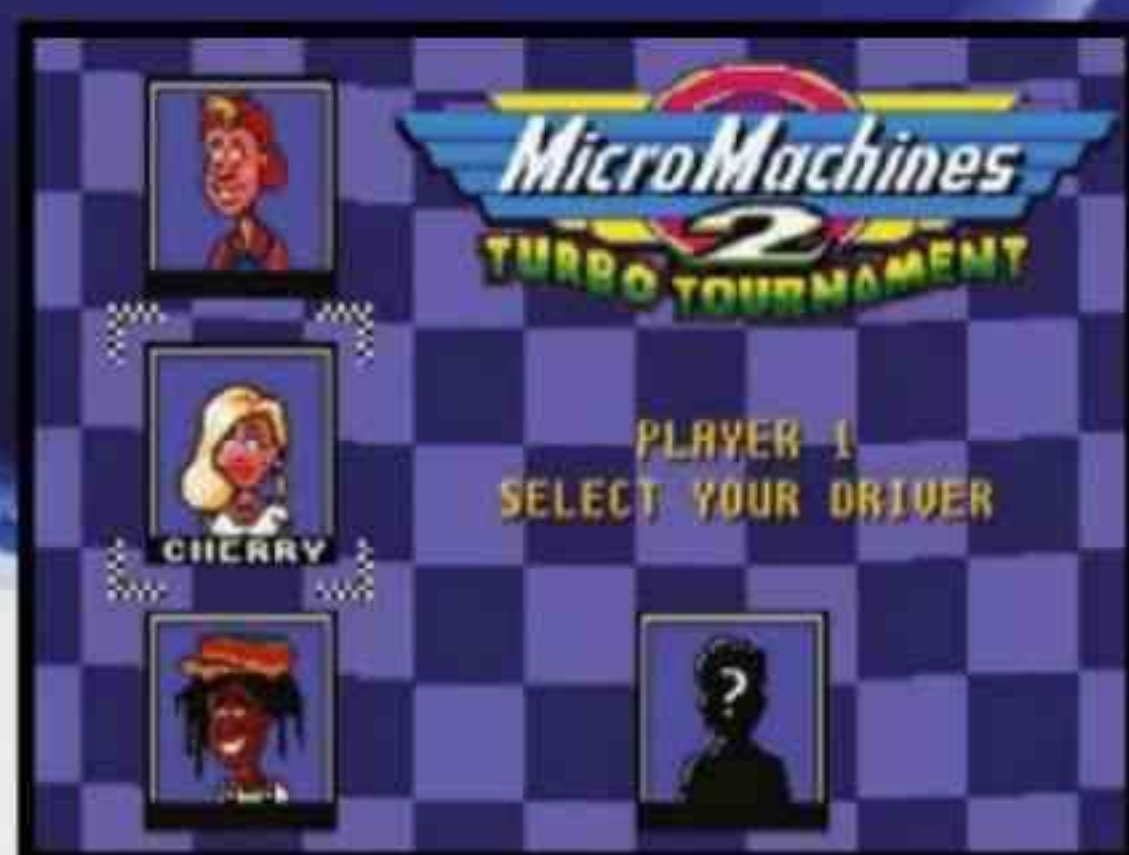 MicroMachines
2
TURBO TOURNAMENT
PLAYER 1
SELECT YOUR DRIVER
CHERRY
?